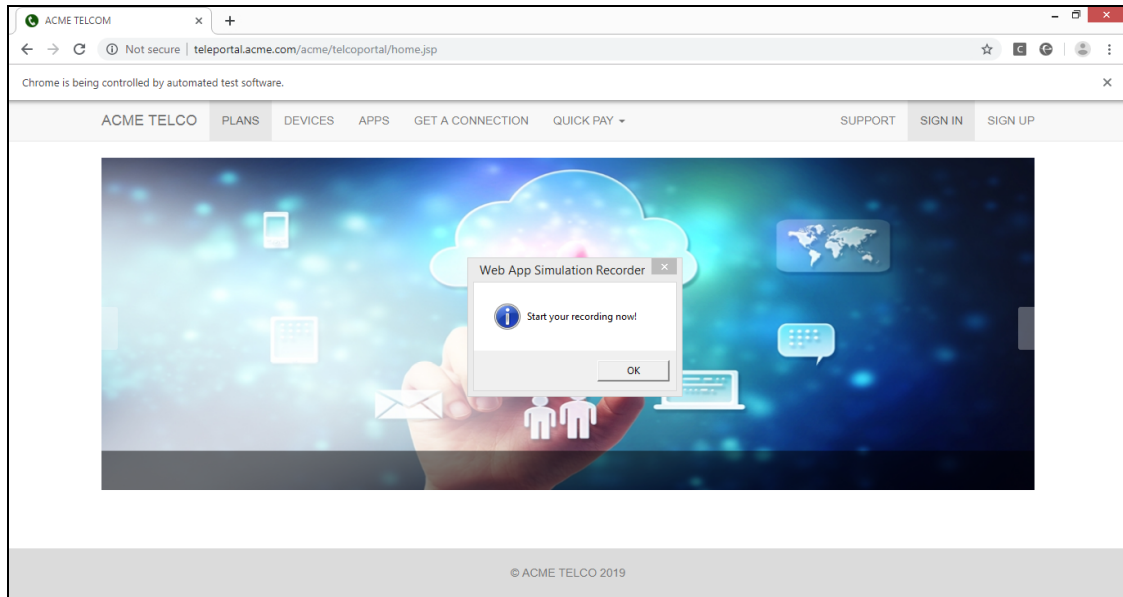 ACME TELCOM
Not secure | teleportal.acme.com/acme/telcoportal/home.jsp
Chrome is being controlled by automated test software.
ACME TELCO PLANS DEVICES APPS GET A CONNECTION QUICK PAY SUPPORT SIGN IN SIGN UP
Web App Simulation Recorder
Start your recording now!
OK
© ACME TELCO 2019